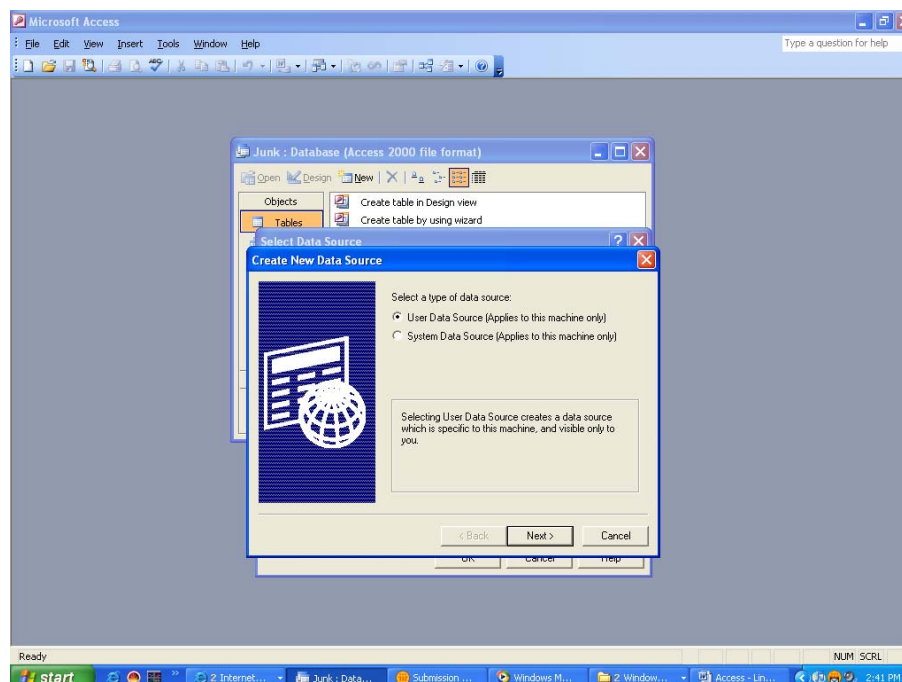 Microsoft Access
File Edit View Insert Tools Window Help
Type a question for help
Junk : Database (Access 2000 file format)
Open Design New
Objects
Create table in Design view
Tables
Create table by using wizard
Select Data Source
Create New Data Source
Select a type of data source:
User Data Source (Applies to this machine only)
System Data Source (Applies to this machine only)
Selecting User Data Source creates a data source
which is specific to this machine, and visible only to
you.
< Back Next > Cancel
OK Cancel Help
Ready
NUM SCRL
start
2 Internet...
Junk : Data...
Submission ...
Windows M...
2 Window...
Access - Lin...
2:41 PM